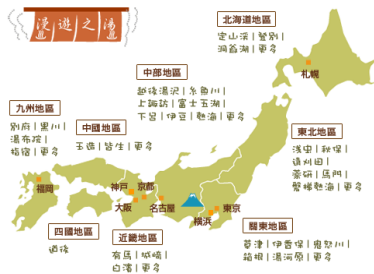 漫遊之湯
北海道地區
定山渓|登別|
洞爺湖|更多
札幌
中部地區
越後湯沢|糸魚川
上諏訪|富士五湖|
下呂|伊豆|熱海|更多
九州地區
別府|黒川|
湯布院|
指宿|更多
福岡
中國地區
玉造|皆生|更多
東北地區
浅虫|秋保|
遠刈田|
鳴門|
磐梯熱海|更多
神戸
京都
大阪
名古屋
東京
横浜
四國地區
道後
近畿地區
有馬|城崎|
白濱|更多
關東地區
草津|伊香保|鬼怒川|
箱根|湯河原|更多